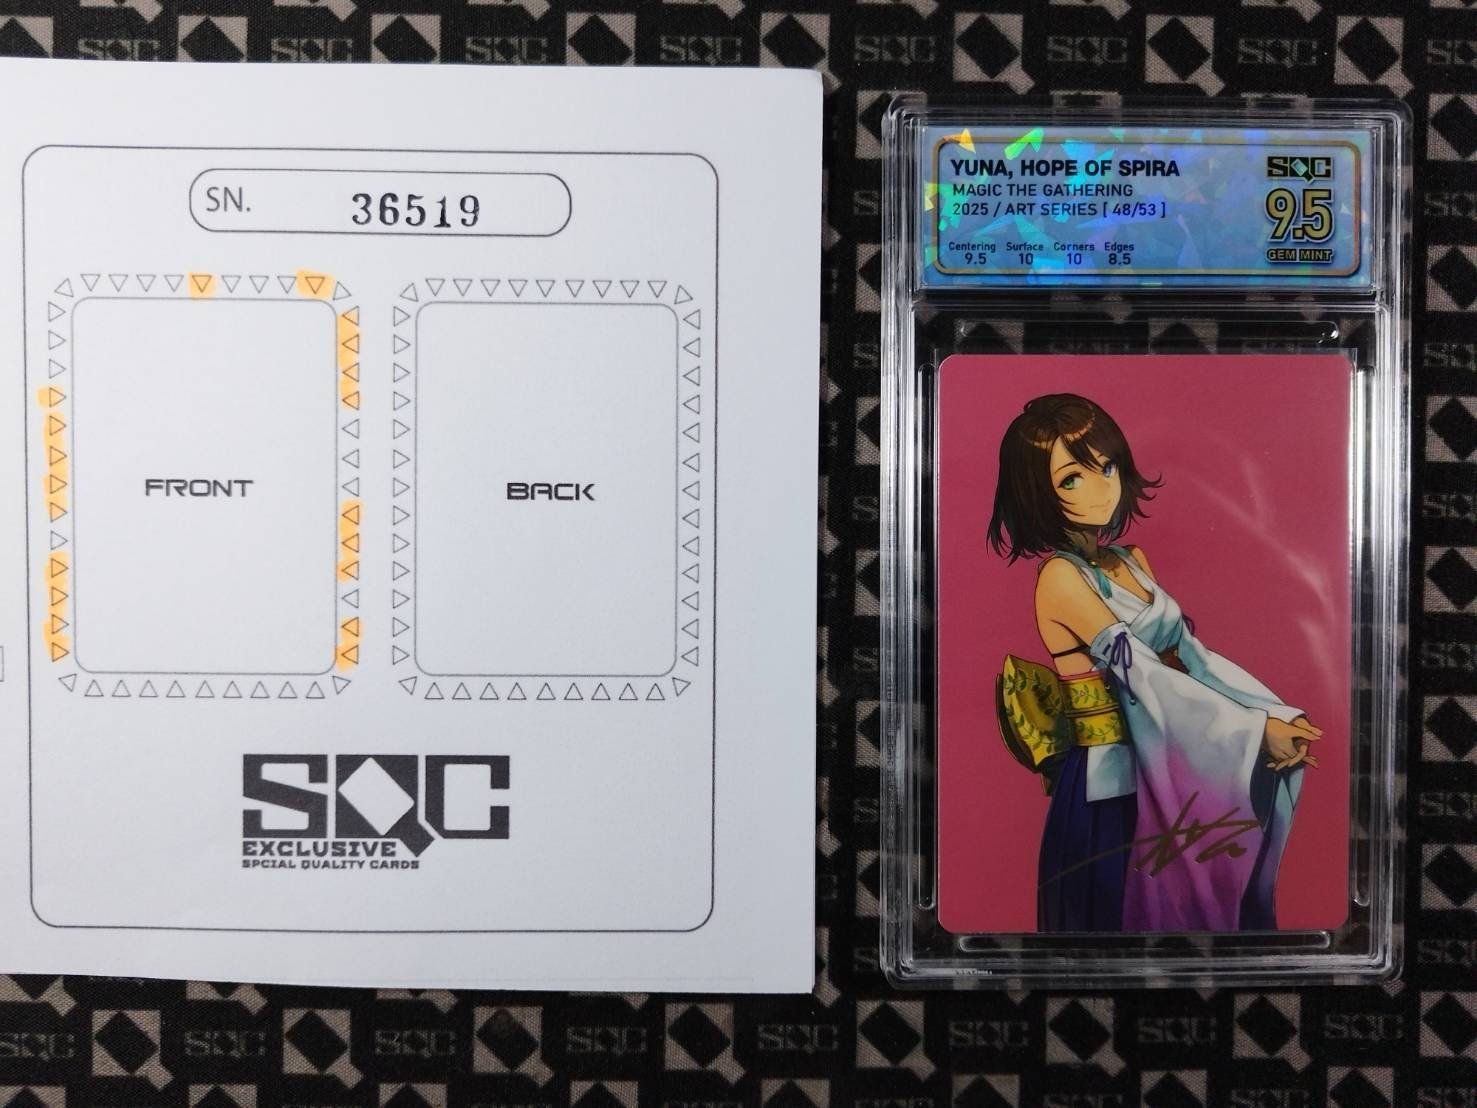 SN. 36519
FRONT
BACK
SQC
EXCLUSIVE
SPCIAL QUALITY CARDS
YUNA, HOPE OF SPIRA
MAGIC THE GATHERING
2025 / ART SERIES [ 48/53 ]
Centering Surface Corners Edges
9.5 10 10 8.5
SQC
9.5
GEM MINT